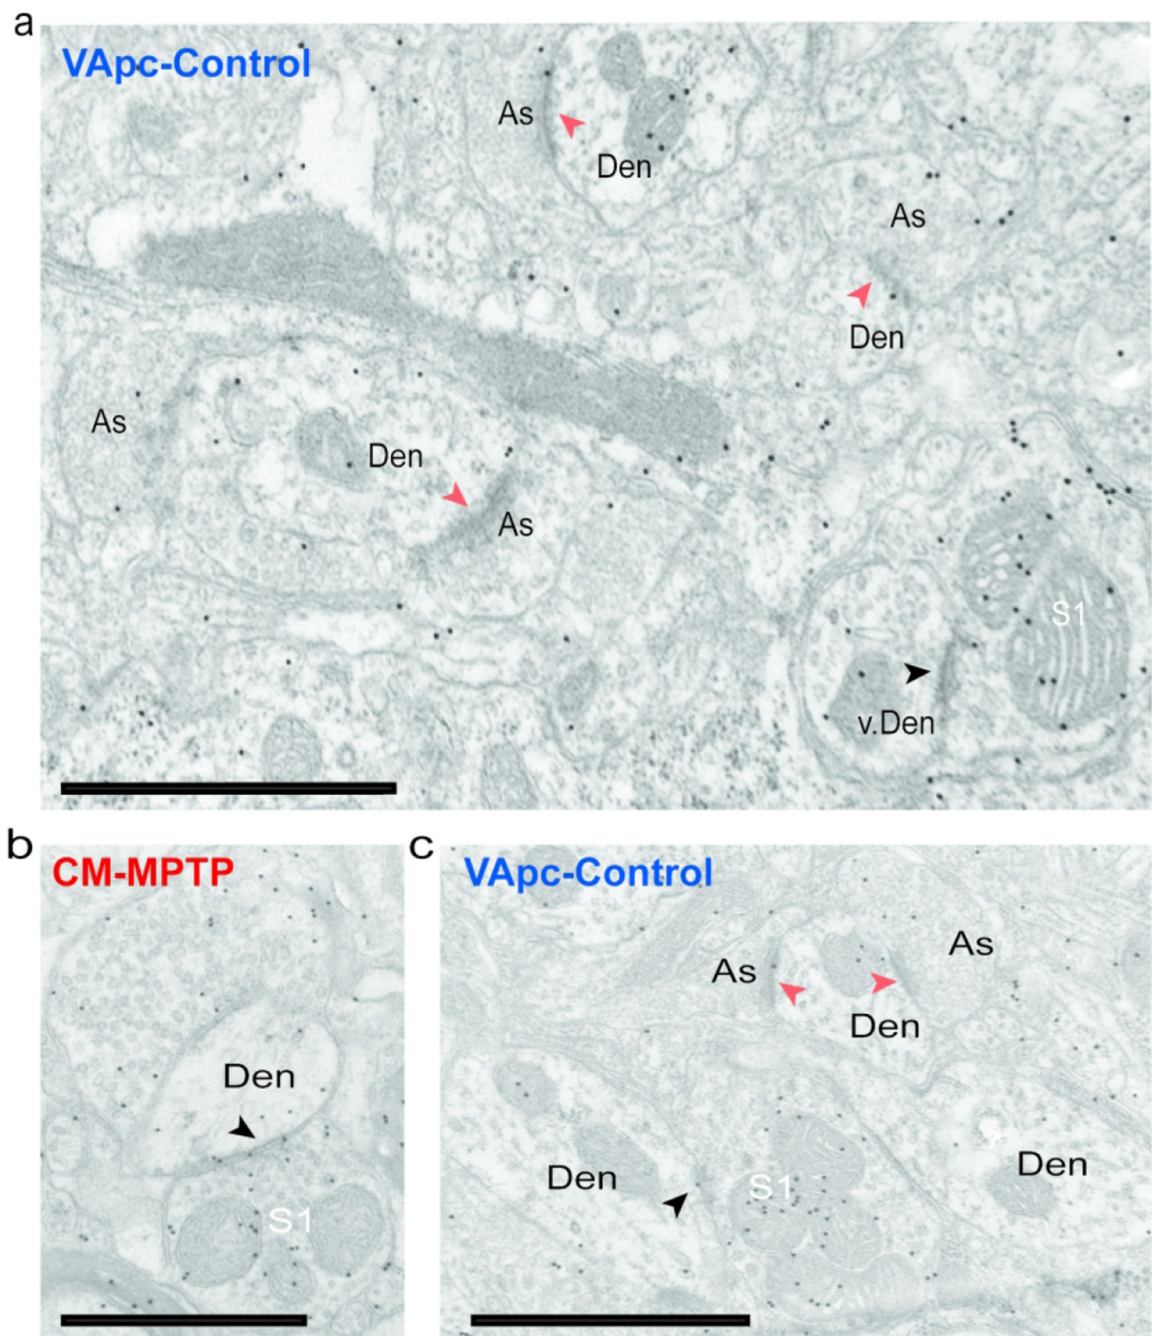 a
VApc-Control
As
Den
As
Den
As
Den
As
S1
v.Den
b
CM-MPTP
Den
S1
c
VApc-Control
As
As
Den
Den
S1
Den